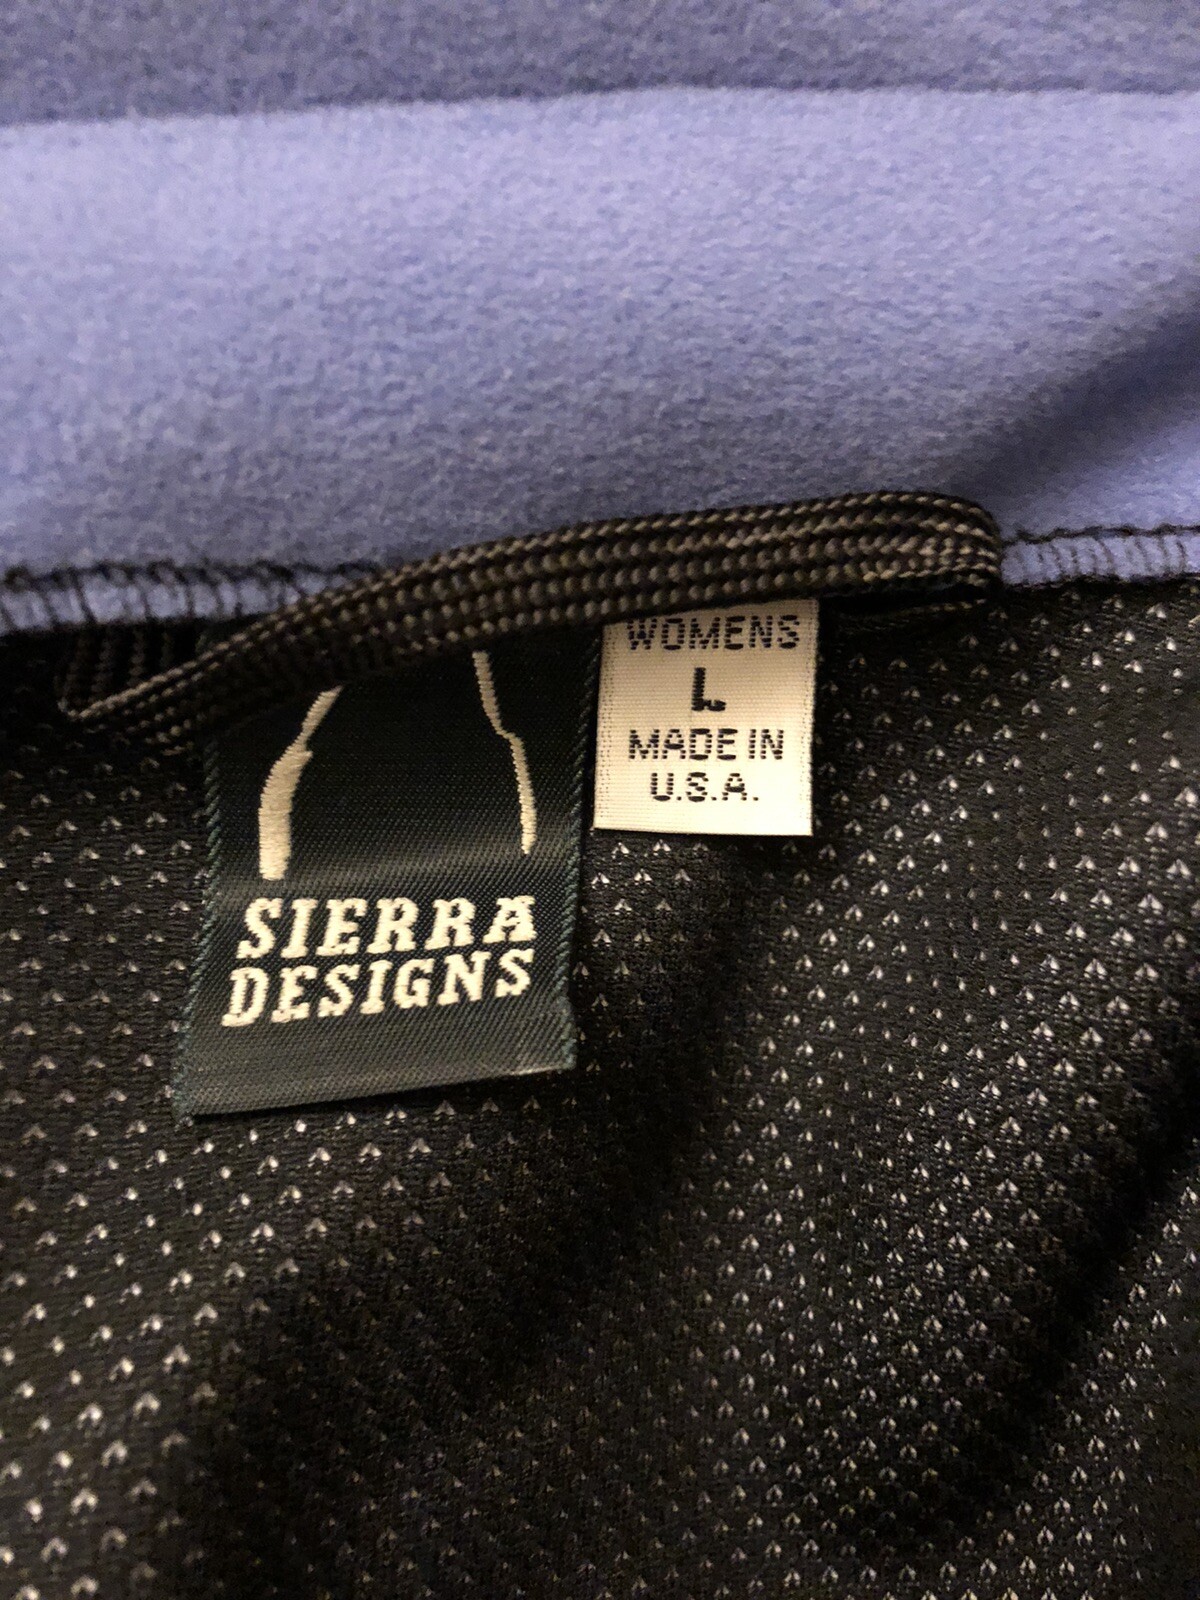 WOMENS
L
MADE IN
U.S.A.
SIERRA
DESIGNS